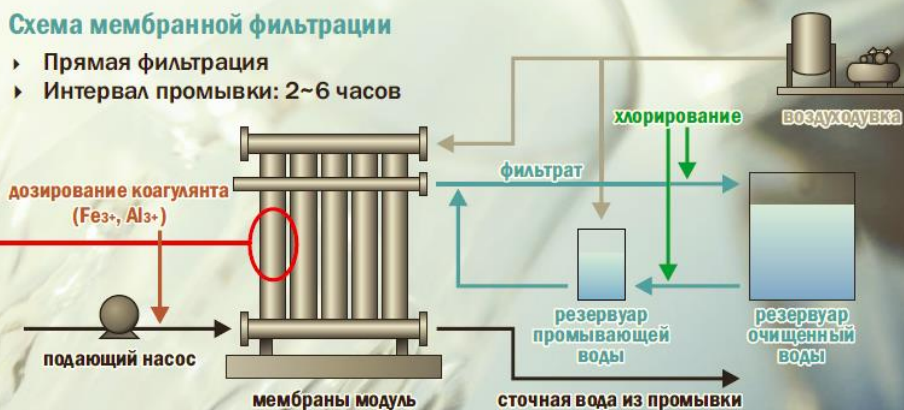 Схема мембранной фильтрации
‣ Прямая фильтрация
‣ Интервал промывки: 2~6 часов
хлорирование
воздуходувка
фильтрат
дозирование коагулянта
(Fe3+, Al3+)
подающий насос
резервуар
промывающей
воды
резервуар
очищенный
воды
мембраны модуль
сточная вода из промывки